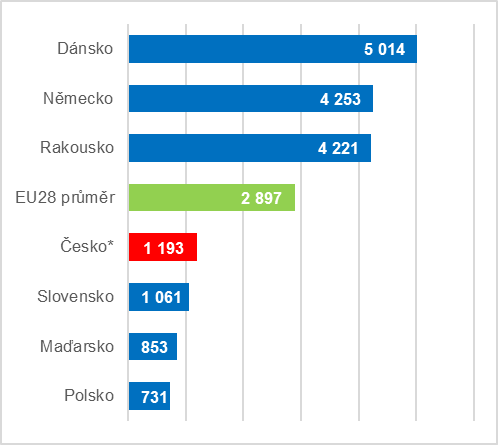 Dánsko 5 014
Německo 4 253
Rakousko 4 221
EU28 průměr 2 897
Česko* 1 193
Slovensko 1 061
Maďarsko 853
Polsko 731